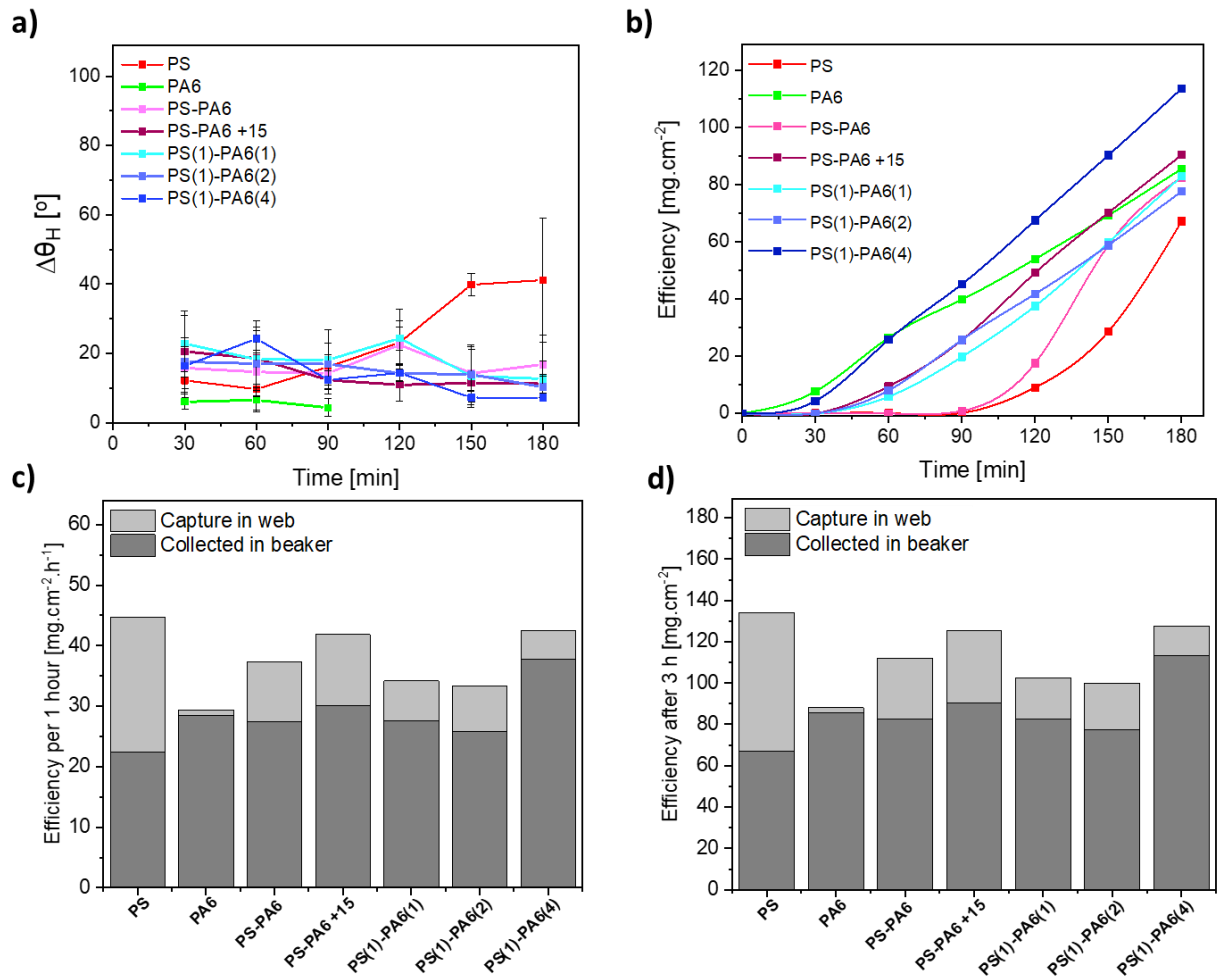 a)
100
80
60
40
20
0
Δθ_H [º]
PS
PA6
PS-PA6
PS-PA6 +15
PS(1)-PA6(1)
PS(1)-PA6(2)
PS(1)-PA6(4)
0 30 60 90 120 150 180
Time [min]
b)
120
100
80
60
40
20
0
Efficiency [mg.cm⁻²]
PS
PA6
PS-PA6
PS-PA6 +15
PS(1)-PA6(1)
PS(1)-PA6(2)
PS(1)-PA6(4)
0 30 60 90 120 150 180
Time [min]
c)
60
50
40
30
20
10
0
Efficiency per 1 hour [mg.cm⁻².h⁻¹]
Capture in web
Collected in beaker
PS
PA6
PS-PA6
PS-PA6 +15
PS(1)-PA6(1)
PS(1)-PA6(2)
PS(1)-PA6(4)
d)
180
160
140
120
100
80
60
40
20
0
Efficiency after 3 h [mg.cm⁻²]
Capture in web
Collected in beaker
PS
PA6
PS-PA6
PS-PA6 +15
PS(1)-PA6(1)
PS(1)-PA6(2)
PS(1)-PA6(4)